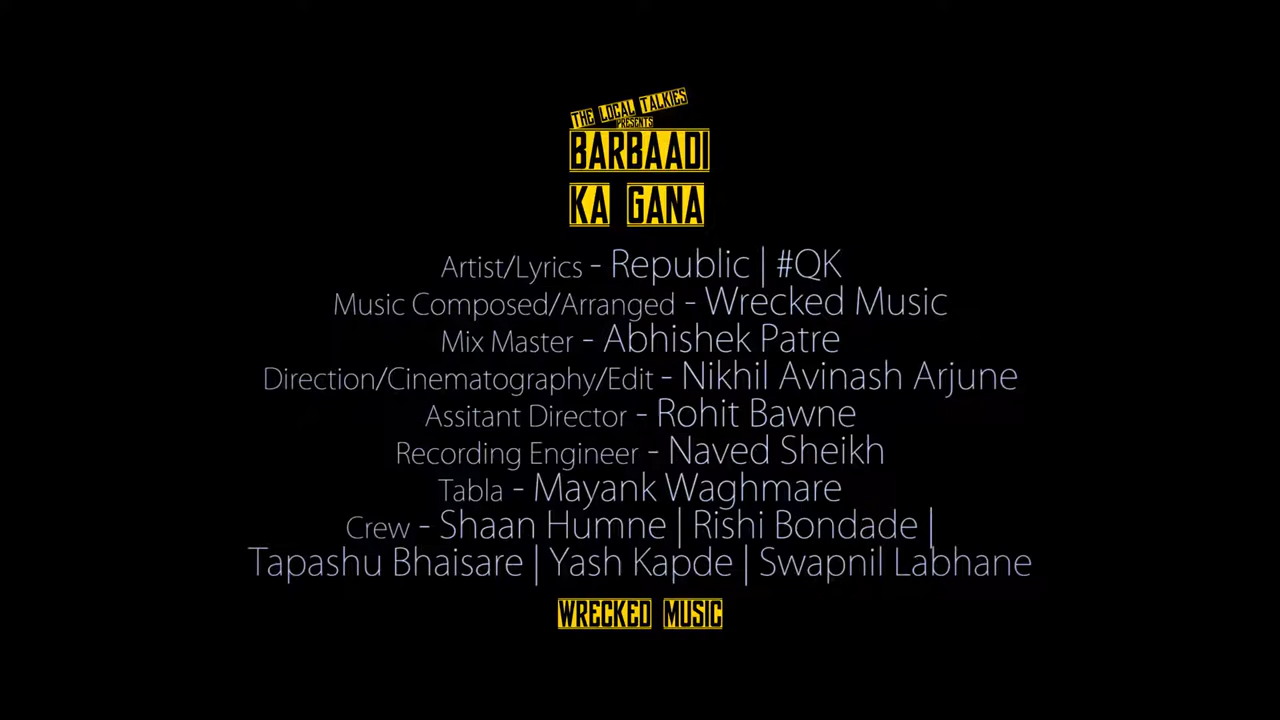 THE LOCAL TALKIES
PRESENTS
BARBAADI
KA GANA
Artist/Lyrics - Republic | #QK
Music Composed/Arranged - Wrecked Music
Mix Master - Abhishek Patre
Direction/Cinematography/Edit - Nikhil Avinash Arjune
Assitant Director - Rohit Bawne
Recording Engineer - Naved Sheikh
Tabla - Mayank Waghmare
Crew - Shaan Humne | Rishi Bondade |
Tapashu Bhaisare | Yash Kapde | Swapnil Labhane
WRECKED MUSIC